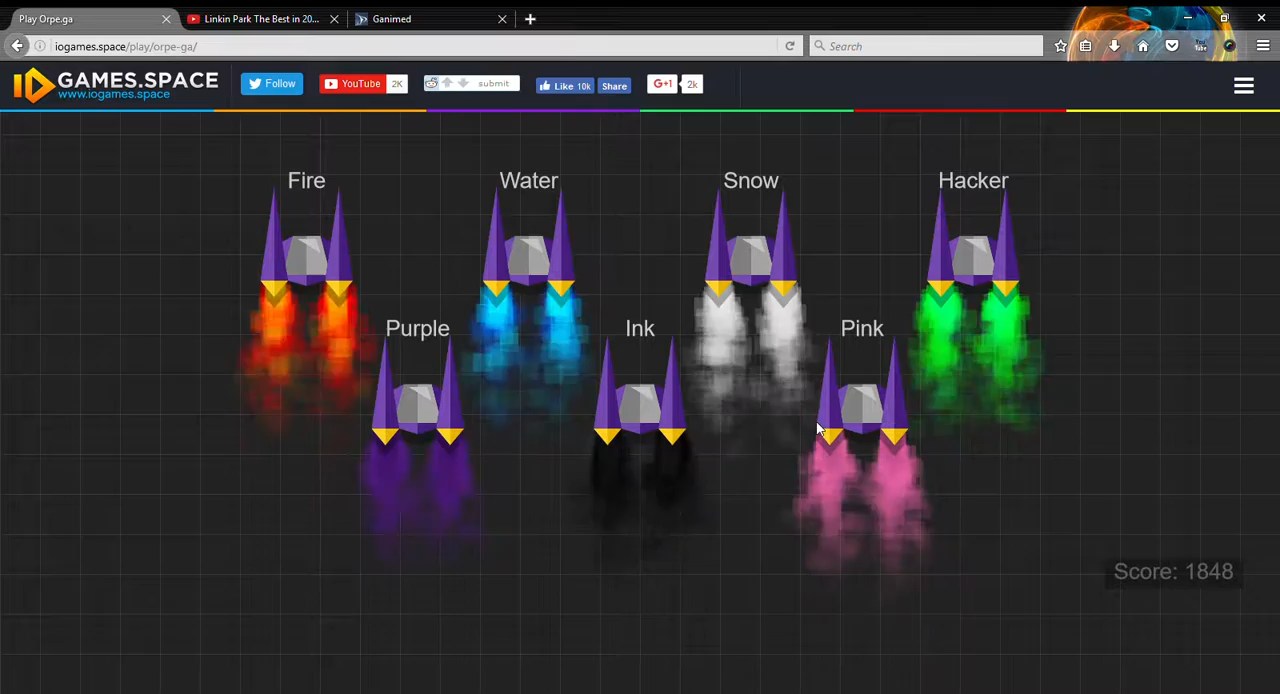 Play Orpe.ga
Linkin Park The Best in 20...
Ganimed
iogames.space/play/orpe-ga/
Search
GAMES.SPACE
www.iogames.space
Follow
YouTube 2K
submit
Like 10k Share
G+1 2k
Fire
Water
Snow
Hacker
Purple
Ink
Pink
Score: 1848